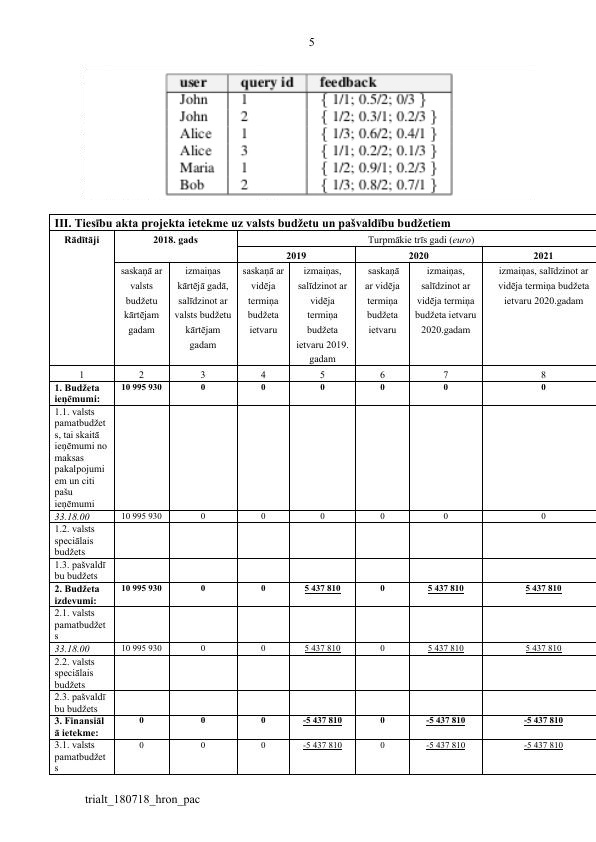 5
user query id feedback
John 1 { 1/1; 0.5/2; 0/3 }
John 2 { 1/2; 0.3/1; 0.2/3 }
Alice 1 { 1/3; 0.6/2; 0.4/1 }
Alice 3 { 1/1; 0.2/2; 0.1/3 }
Maria 1 { 1/2; 0.9/1; 0.2/3 }
Bob 2 { 1/3; 0.8/2; 0.7/1 }
III. Tiesību akta projekta ietekme uz valsts budžetu un pašvaldību budžetiem
Rādītāji 2018. gads Turpmākie trīs gadi (euro)
2019 2020 2021
saskaņā ar
valsts
budžetu
kārtējam
gadam
izmaiņas
kārtējā gadā,
salīdzinot ar
valsts budžetu
kārtējam
gadam
saskaņā ar
vidēja
termiņa
budžeta
ietvaru
izmaiņas,
salīdzinot ar
vidēja
termiņa
budžeta
ietvaru 2019.
gadam
saskaņā
ar vidēja
termiņa
budžeta
ietvaru
izmaiņas,
salīdzinot ar
vidēja termiņa
budžeta ietvaru
2020.gadam
izmaiņas, salīdzinot ar
vidēja termiņa budžeta
ietvaru 2020.gadam
1 2 3 4 5 6 7 8
1. Budžeta 10 995 930 0 0 0 0 0 0
ieņēmumi:
1.1. valsts
pamatbudžet
s, tai skaitā
ieņēmumi no
maksas
pakalpojumi
em un citi
pašu
ieņēmumi
33.18.00 10 995 930 0 0 0 0 0 0
1.2. valsts
speciālais
budžets
1.3. pašvaldī
bu budžets
2. Budžeta 10 995 930 0 0 5 437 810 0 5 437 810 5 437 810
izdevumi:
2.1. valsts
pamatbudžet
s
33.18.00 10 995 930 0 0 5 437 810 0 5 437 810 5 437 810
2.2. valsts
speciālais
budžets
2.3. pašvaldī
bu budžets
3. Finansiāl 0 0 0 -5 437 810 0 -5 437 810 -5 437 810
ā ietekme:
3.1. valsts 0 0 0 -5 437 810 0 -5 437 810 -5 437 810
pamatbudžet
s
trialt_180718_hron_pac